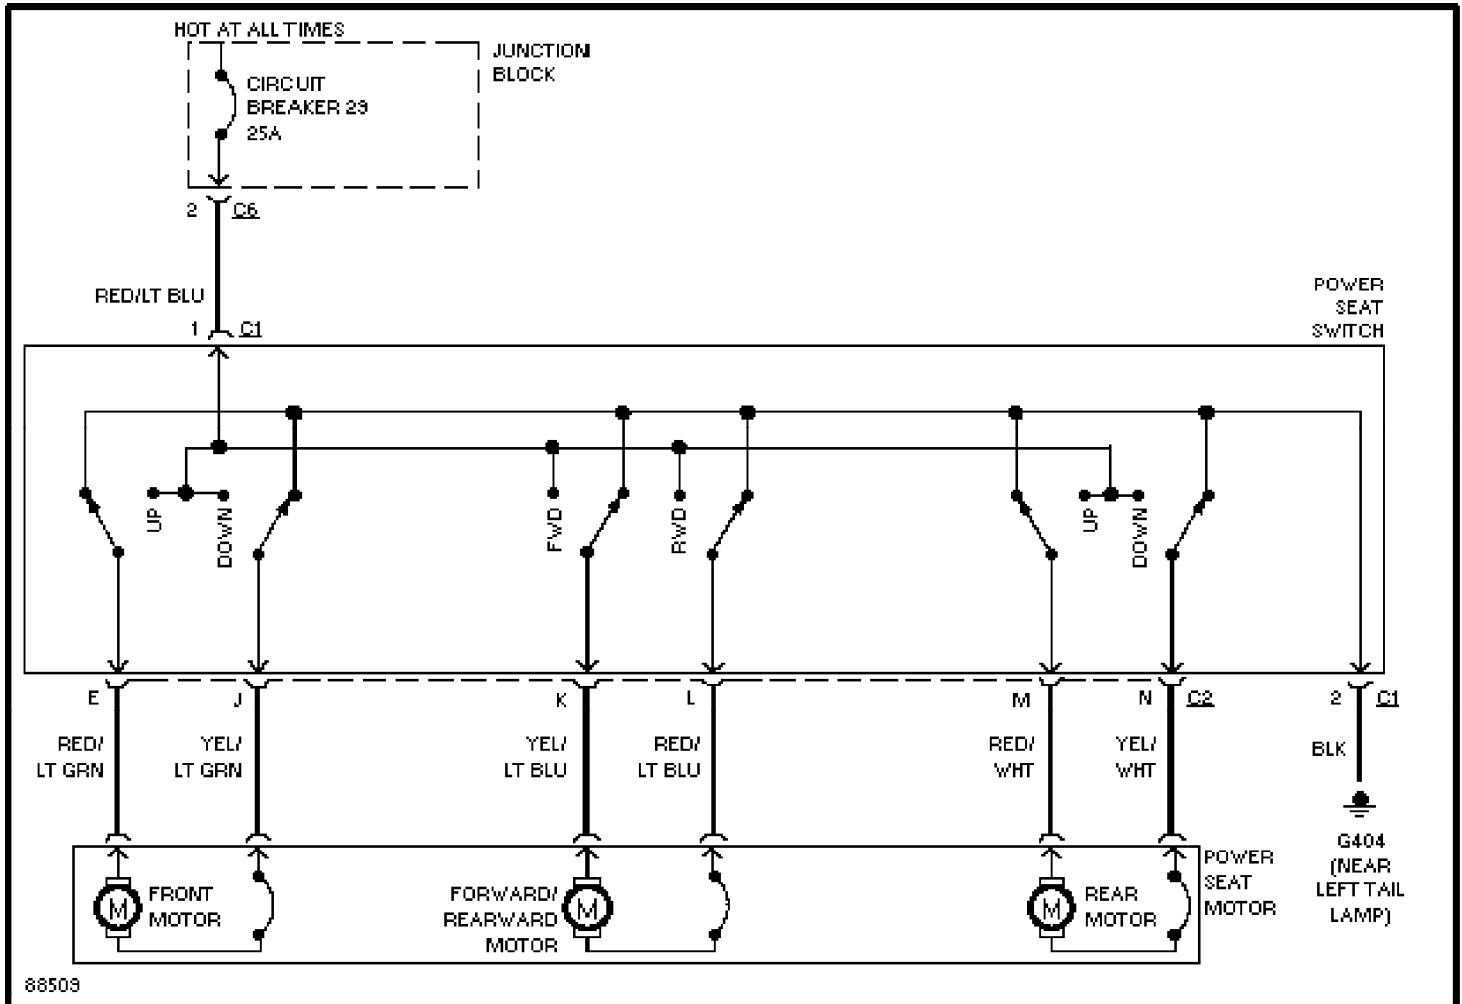 HOT AT ALL TIMES
JUNCTION
BLOCK
CIRCUIT
BREAKER 29
25A
2 C6
RED/LT BLU
1 C1
POWER
SEAT
SWITCH
UP
DOWN
FWD
RWD
UP
DOWN
E J K L M N C2 2 C1
RED/
LT GRN
YEL/
LT GRN
YEL/
LT BLU
RED/
LT BLU
RED/
WHT
YEL/
WHT
BLK
G404
(NEAR
LEFT TAIL
LAMP)
M
FRONT
MOTOR
FORWARD/
REARWARD
MOTOR
M
M
REAR
MOTOR
POWER
SEAT
MOTOR
88509